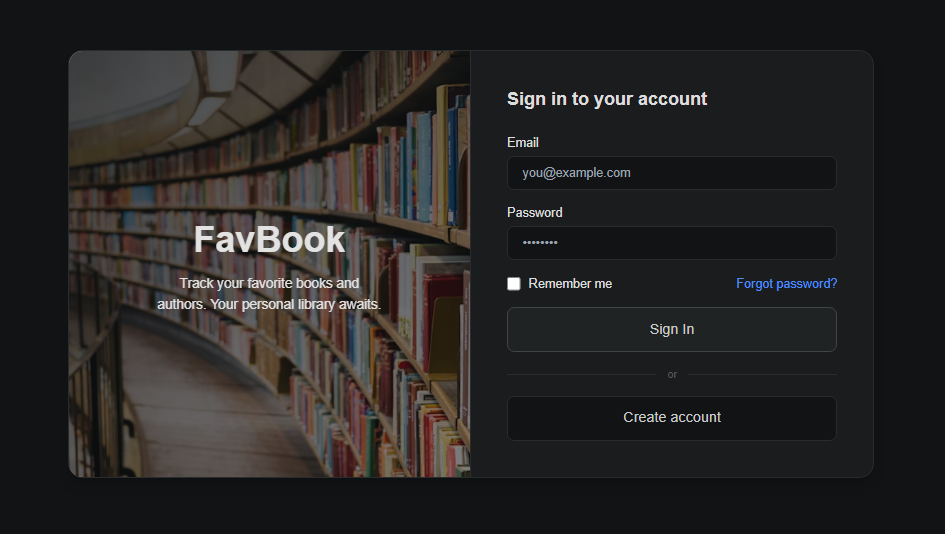 FavBook
Track your favorite books and
authors. Your personal library awaits.
Sign in to your account
Email
you@example.com
Password
••••••••
Remember me
Forgot password?
Sign In
or
Create account